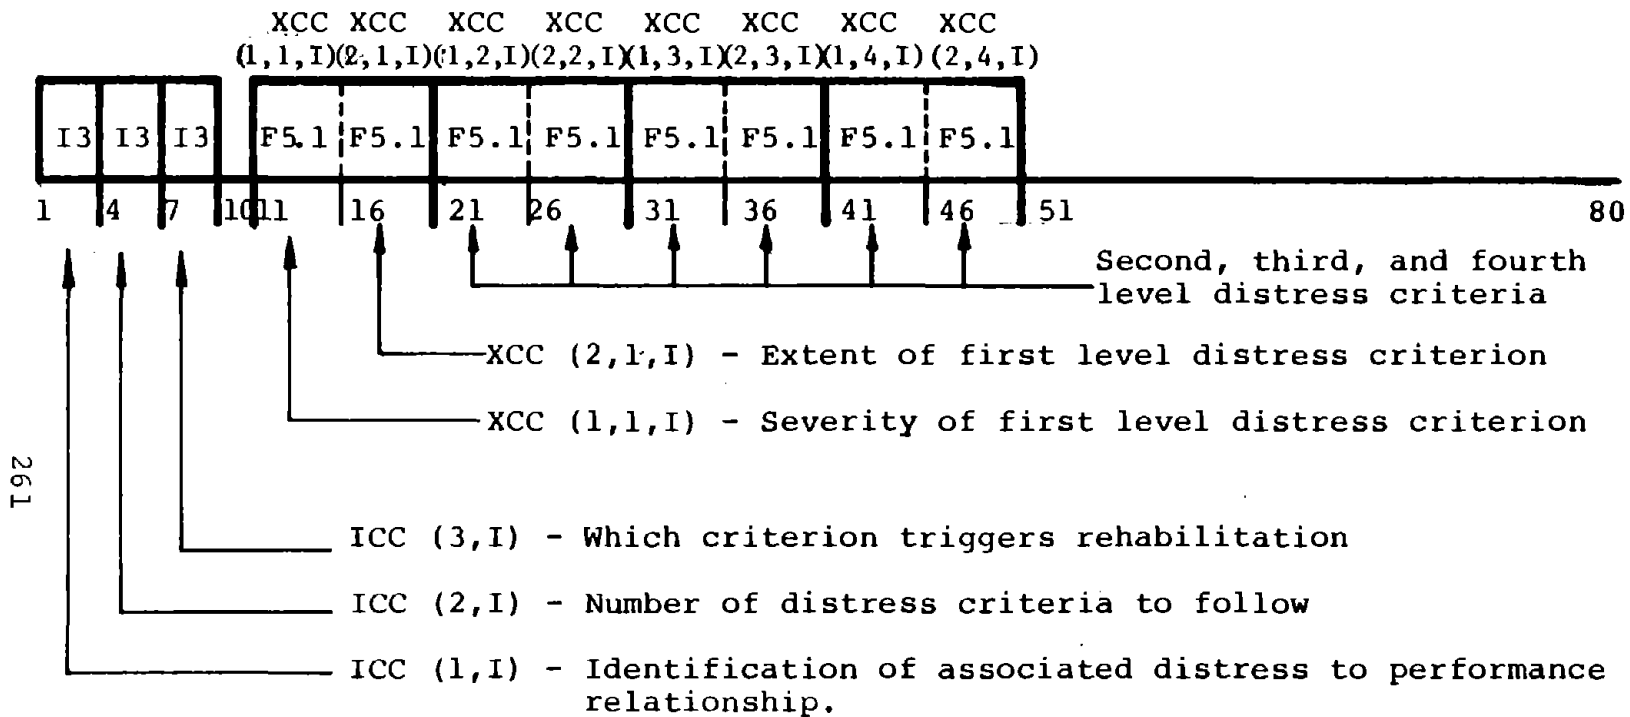 XCC XCC XCC XCC XCC XCC XCC XCC
(1,1,I)(2,1,I)(1,2,I)(2,2,I)(1,3,I)(2,3,I)(1,4,I)(2,4,I)
I3 I3 I3 F5.1 F5.1 F5.1 F5.1 F5.1 F5.1 F5.1 F5.1
1 4 7 10 11 16 21 26 31 36 41 46 51 80
Second, third, and fourth
level distress criteria
XCC (2,1,I) - Extent of first level distress criterion
XCC (1,1,I) - Severity of first level distress criterion
261
ICC (3,I) - Which criterion triggers rehabilitation
ICC (2,I) - Number of distress criteria to follow
ICC (1,I) - Identification of associated distress to performance
relationship.